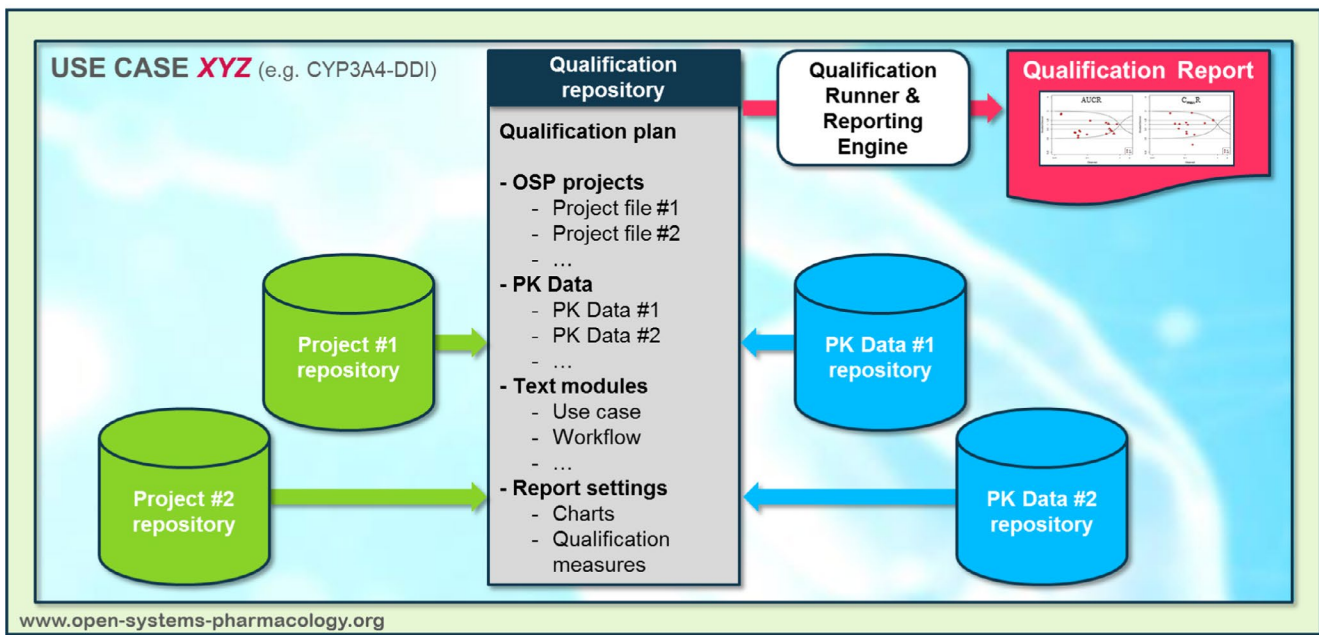 USE CASE XYZ (e.g. CYP3A4-DDI)
Qualification
repository
Qualification plan
- OSP projects
- Project file #1
- Project file #2
- ...
- PK Data
- PK Data #1
- PK Data #2
- ...
- Text modules
- Use case
- Workflow
- ...
- Report settings
- Charts
- Qualification
measures
Qualification
Runner &
Reporting
Engine
Qualification Report
AUCR
Project #1
repository
Project #2
repository
PK Data #1
repository
PK Data #2
repository
www.open-systems-pharmacology.org